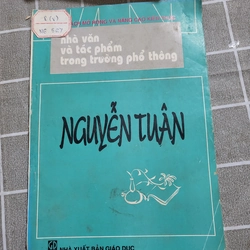 nhà văn
và tác phẩm
trong trường phổ thông
NGUYỄN TUÂN
NHÀ XUẤT BẢN GIÁO DỤC